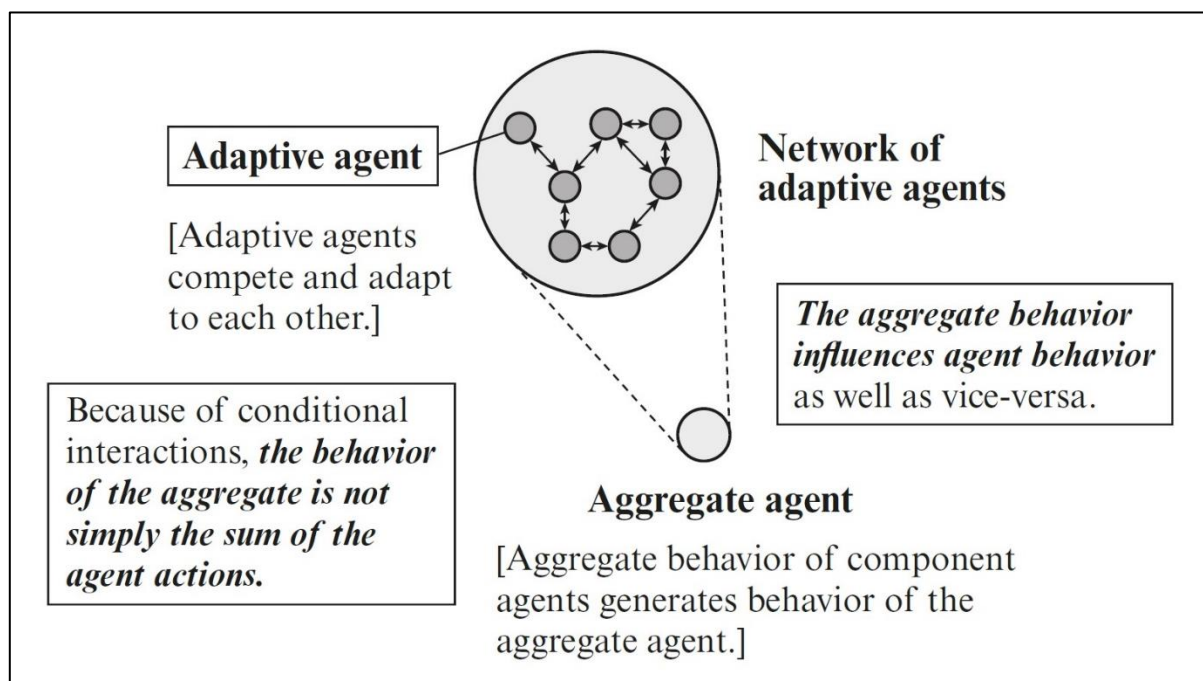 Adaptive agent
[Adaptive agents
compete and adapt
to each other.]
Network of
adaptive agents
The aggregate behavior
influences agent behavior
as well as vice-versa.
Because of conditional
interactions, the behavior
of the aggregate is not
simply the sum of the
agent actions.
Aggregate agent
[Aggregate behavior of component
agents generates behavior of the
aggregate agent.]